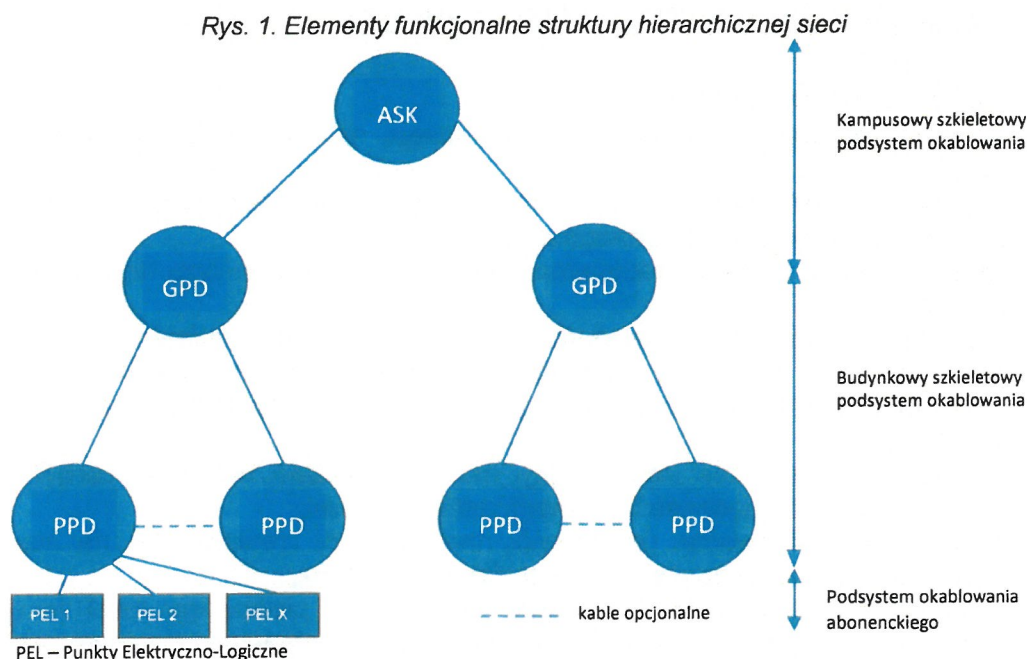 Rys. 1. Elementy funkcjonalne struktury hierarchicznej sieci
ASK
Kampusowy szkieletowy
podsystem okablowania
GPD
GPD
Budynkowy szkieletowy
podsystem okablowania
PPD
PPD
PPD
PPD
PEL 1
PEL 2
PEL X
kable opcjonalne
Podsystem okablowania
abonenckiego
PEL – Punkty Elektryczno-Logiczne